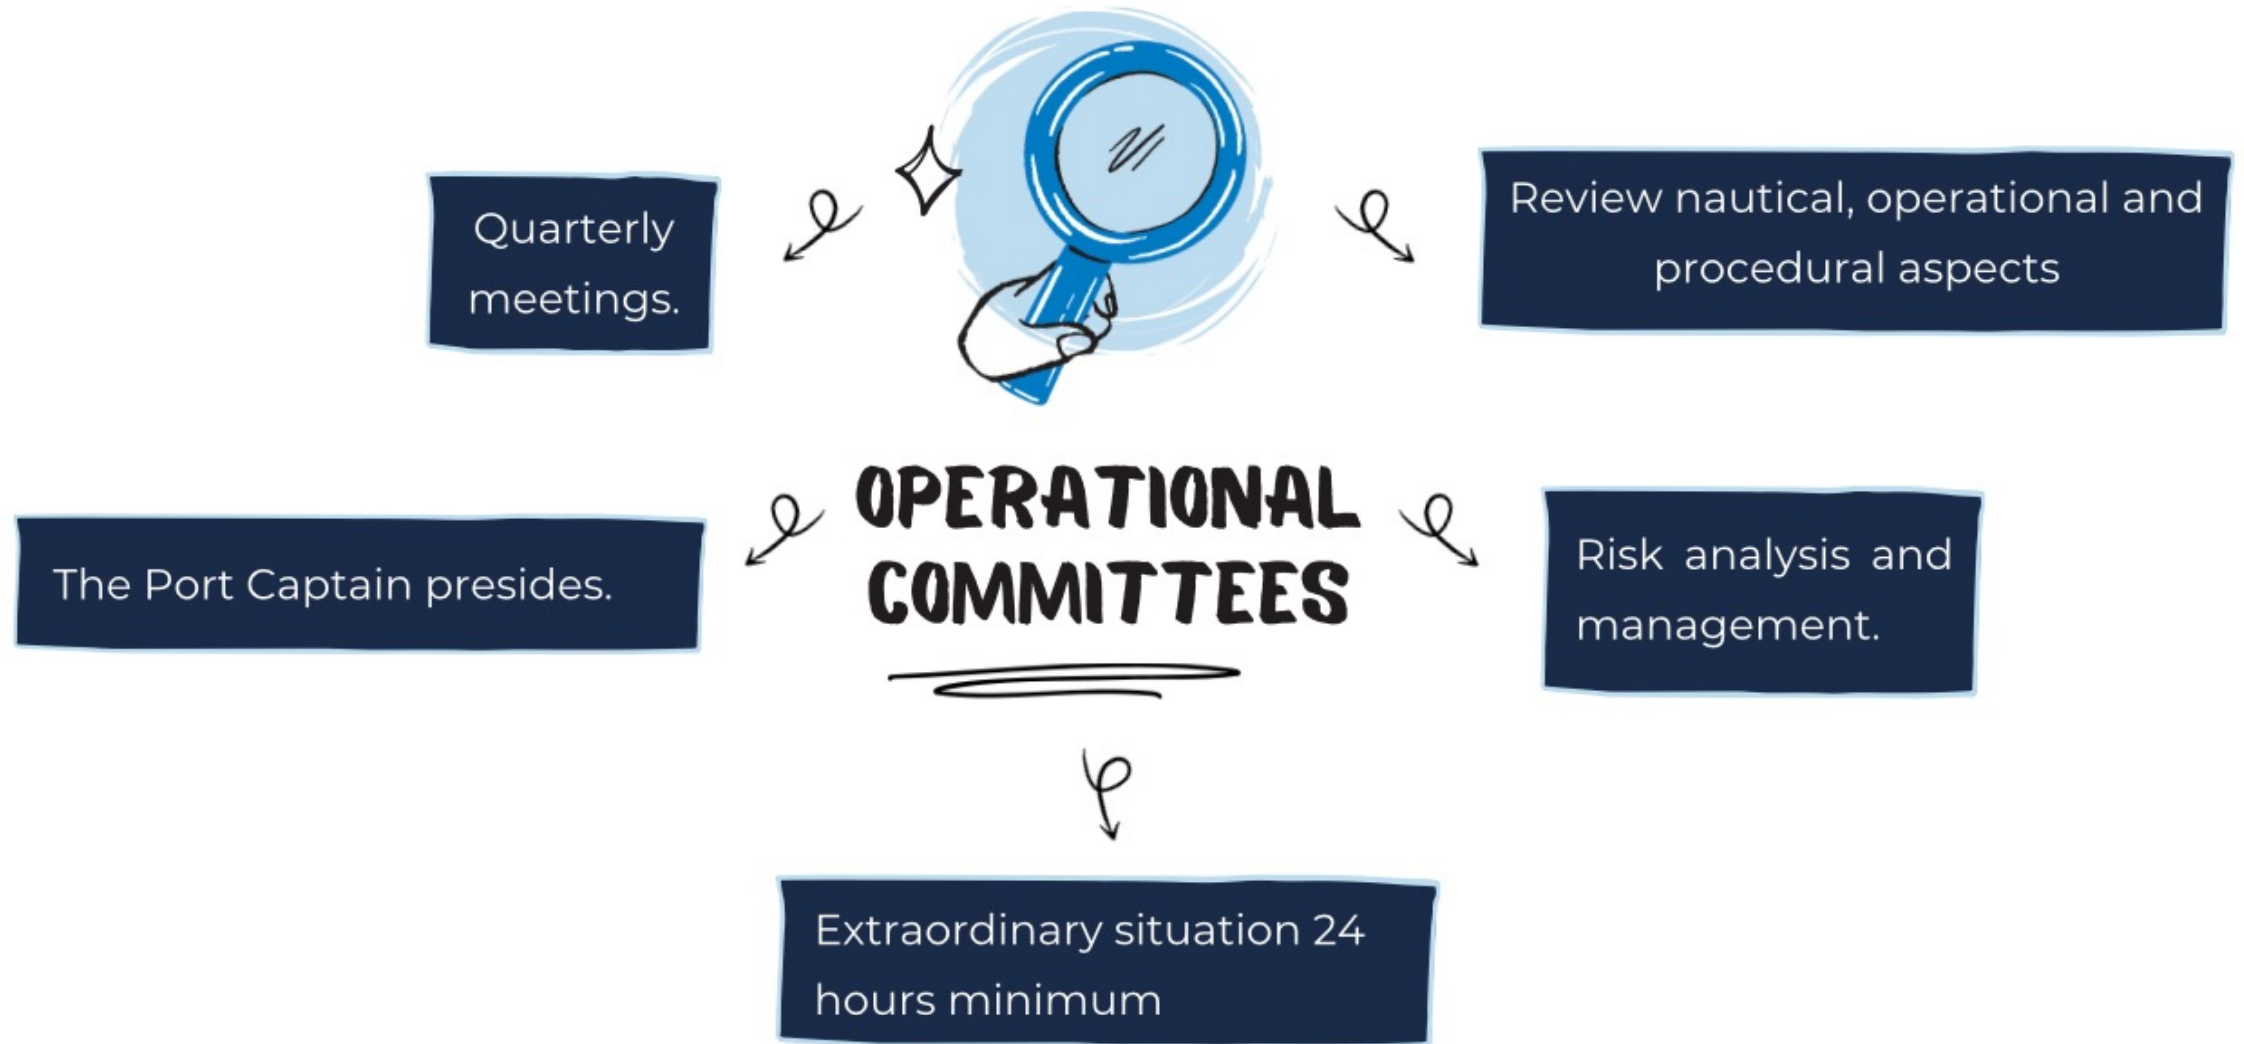 Quarterly
meetings.
Review nautical, operational and
procedural aspects
The Port Captain presides.
OPERATIONAL
COMMITTEES
Risk analysis and
management.
Extraordinary situation 24
hours minimum